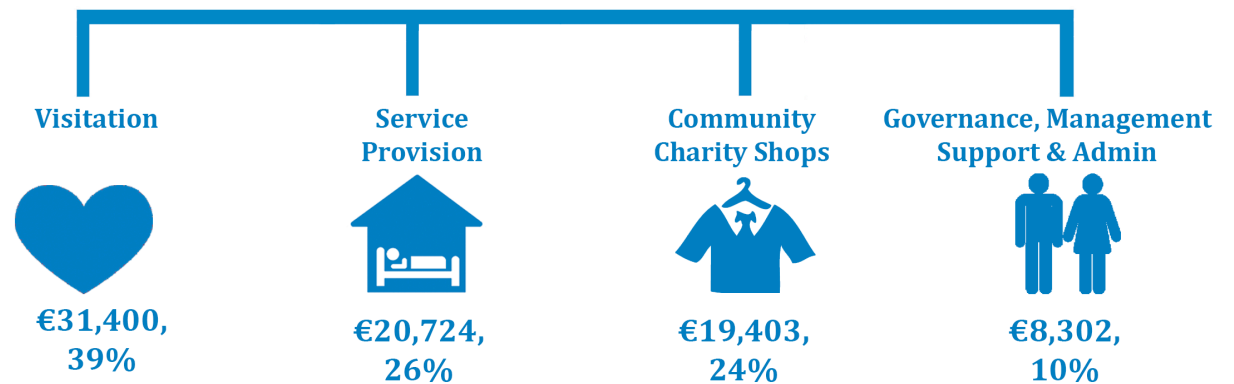 Visitation
€31,400,
39%
Service
Provision
€20,724,
26%
Community
Charity Shops
€19,403,
24%
Governance, Management
Support & Admin
€8,302,
10%